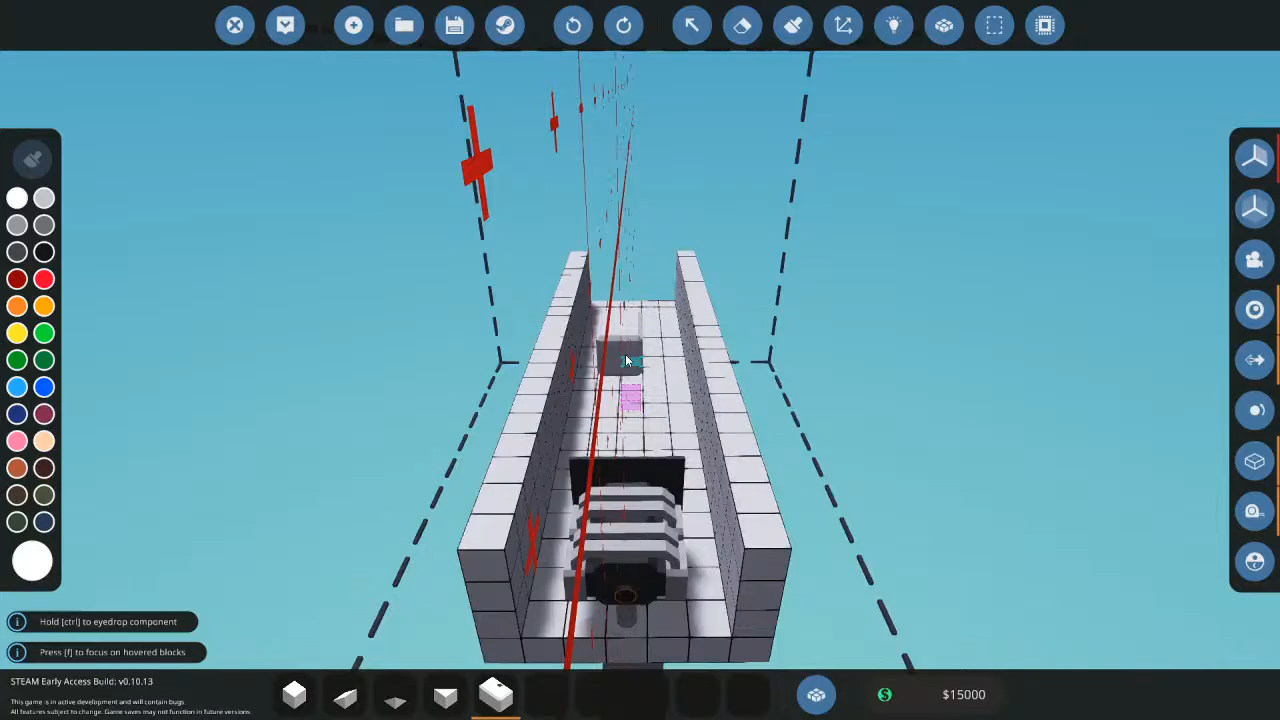 Hold [ctrl] to eyedrop component
Press [f] to focus on hovered blocks
STEAM Early Access Build: v0.10.13
This game is in active development and will contain bugs.
All features subject to change. Game saves may not function in future versions.
$15000